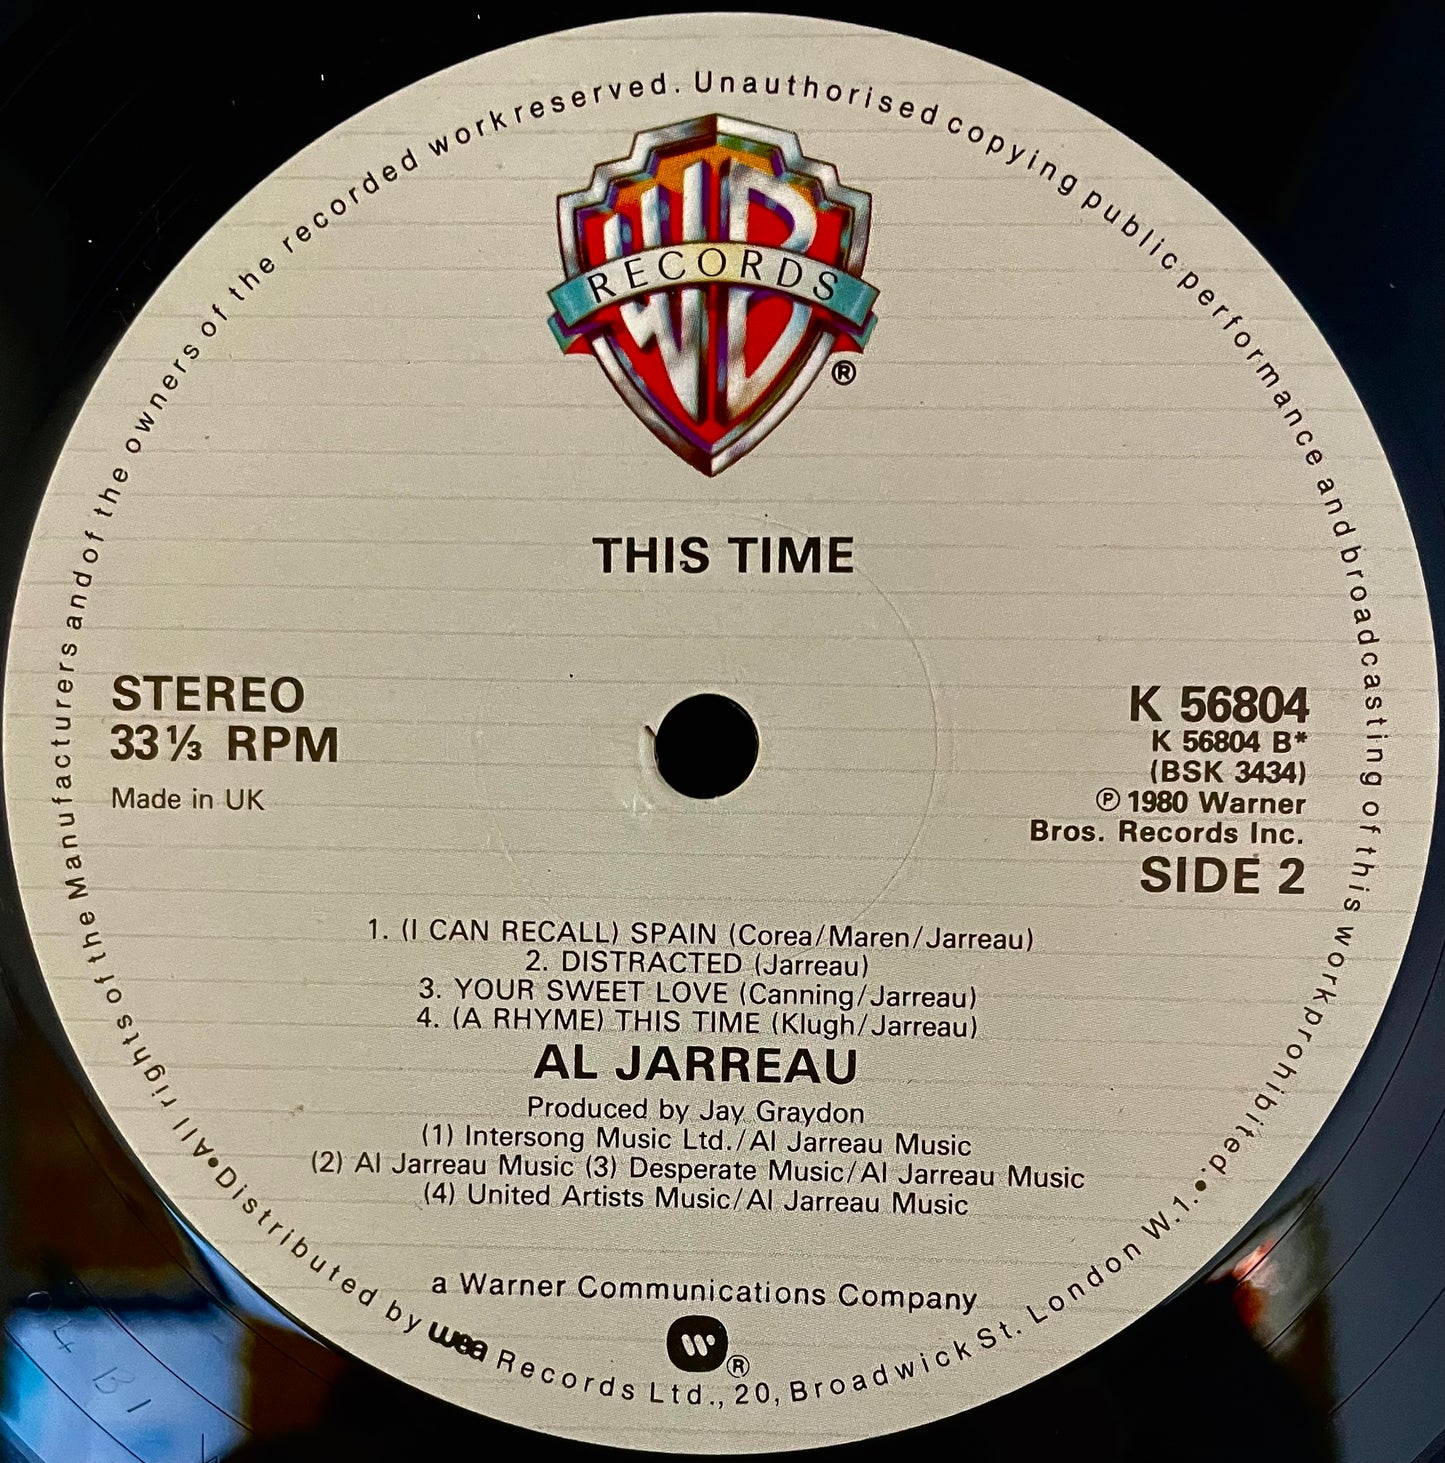 All rights of the Manufacturers and of the owners of the recorded work reserved. Unauthorised copying public performance and broadcasting of this work prohibited.
WB
RECORDS
®
THIS TIME
STEREO
33⅓ RPM
Made in UK
K 56804
K 56804 B*
(BSK 3434)
℗ 1980 Warner
Bros. Records Inc.
SIDE 2
1. (I CAN RECALL) SPAIN (Corea/Maren/Jarreau)
2. DISTRACTED (Jarreau)
3. YOUR SWEET LOVE (Canning/Jarreau)
4. (A RHYME) THIS TIME (Klugh/Jarreau)
AL JARREAU
Produced by Jay Graydon
(1) Intersong Music Ltd./Al Jarreau Music
(2) Al Jarreau Music (3) Desperate Music/Al Jarreau Music
(4) United Artists Music/Al Jarreau Music
a Warner Communications Company
®
•Distributed by wea Records Ltd., 20, Broadwick St. London W.1.•
4 B1